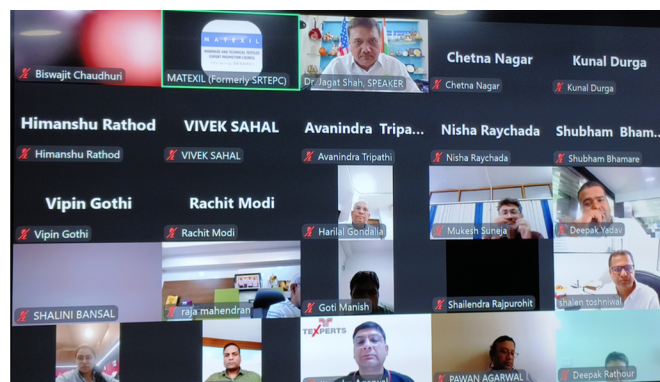 MATEXIL
Biswajit Chaudhuri
MATEXIL (Formerly SRTEPC)
Dr. Jagat Shah, SPEAKER
Chetna Nagar
Chetna Nagar
Kunal Durga
Kunal Durga
Himanshu Rathod
Himanshu Rathod
VIVEK SAHAL
VIVEK SAHAL
Avanindra Tripa...
Avanindra Tripathi
Nisha Raychada
Nisha Raychada
Shubham Bham...
Shubham Bhamare
Vipin Gothi
Vipin Gothi
Rachit Modi
Rachit Modi
Harilal Gondalia
Mukesh Suneja
Deepak Yadav
SHALINI BANSAL
raja mahendran
Goti Manish
Shailendra Rajpurohit
shalen toshniwal
TEXPERTS
PAWAN AGARWAL
Deepak Rathour